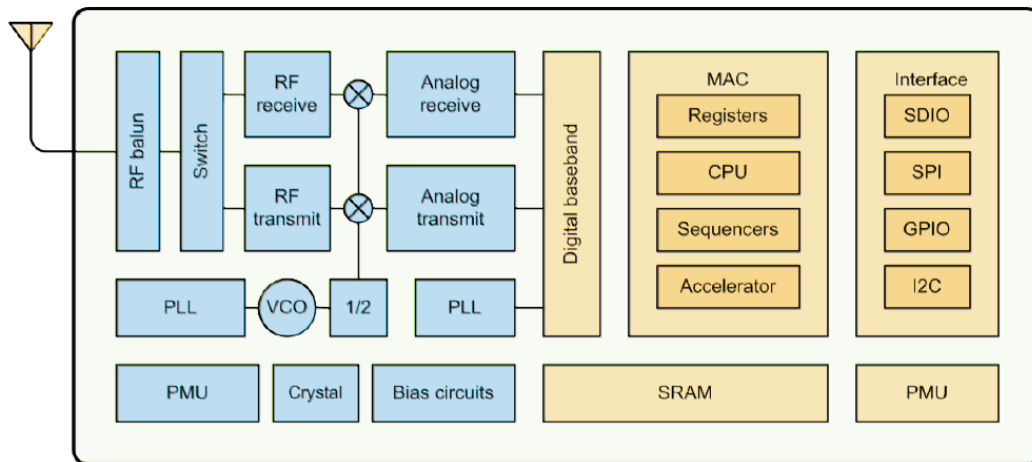 RF balun
Switch
RF
receive
Analog
receive
RF
transmit
Analog
transmit
PLL
VCO
1/2
PLL
Digital baseband
MAC
Registers
CPU
Sequencers
Accelerator
Interface
SDIO
SPI
GPIO
I2C
PMU
Crystal
Bias circuits
SRAM
PMU